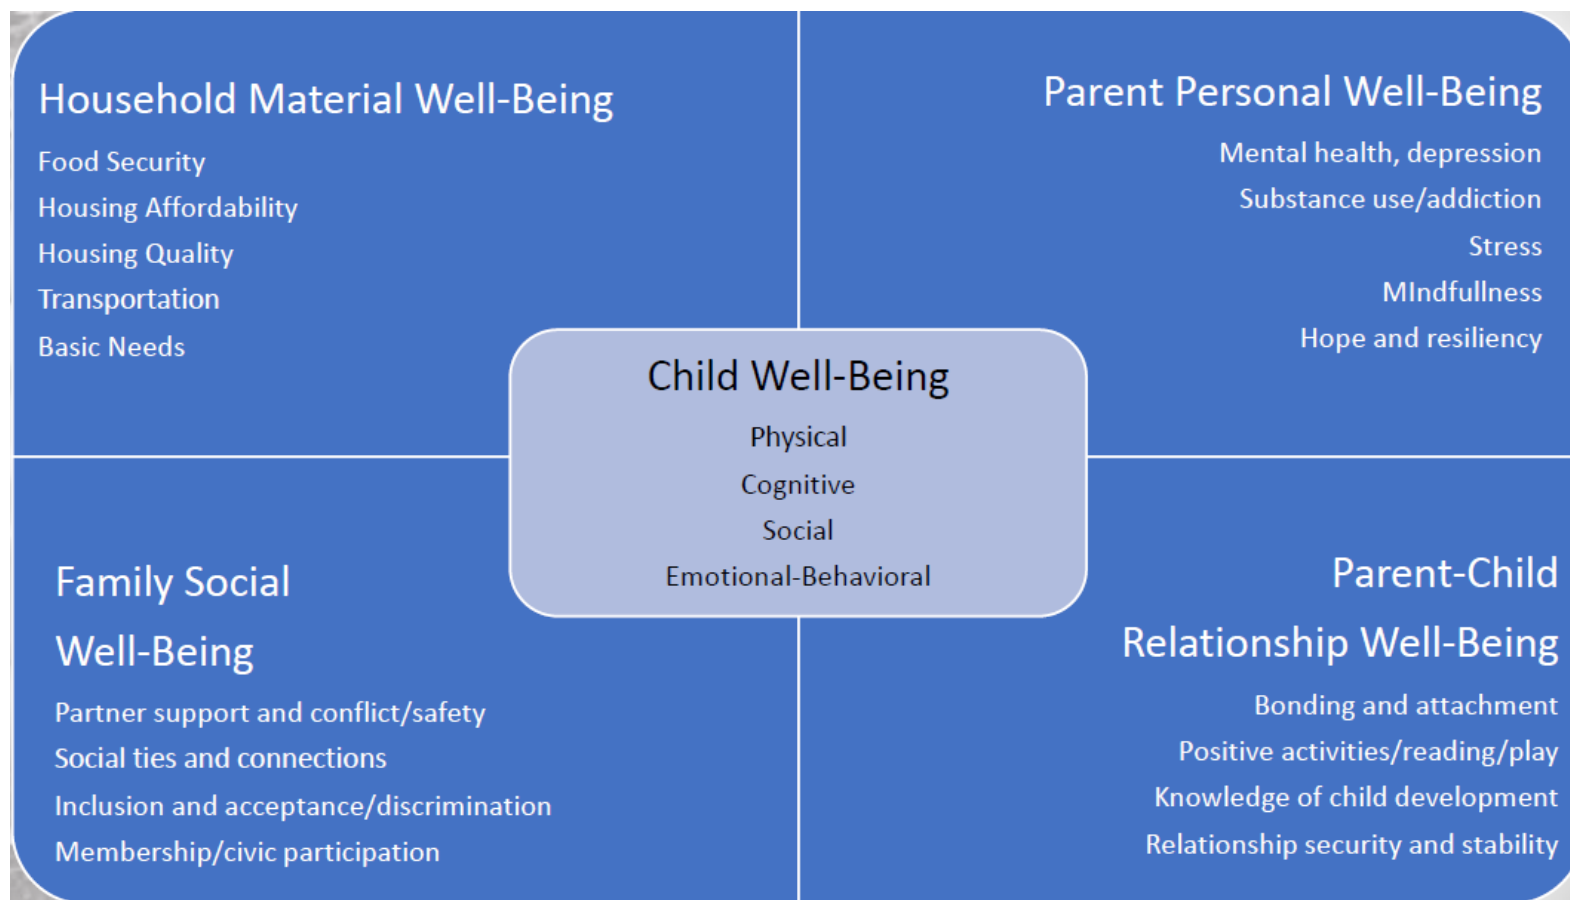 Household Material Well-Being
Food Security
Housing Affordability
Housing Quality
Transportation
Basic Needs
Parent Personal Well-Being
Mental health, depression
Substance use/addiction
Stress
MIndfullness
Hope and resiliency
Child Well-Being
Physical
Cognitive
Social
Emotional-Behavioral
Family Social
Well-Being
Partner support and conflict/safety
Social ties and connections
Inclusion and acceptance/discrimination
Membership/civic participation
Parent-Child
Relationship Well-Being
Bonding and attachment
Positive activities/reading/play
Knowledge of child development
Relationship security and stability